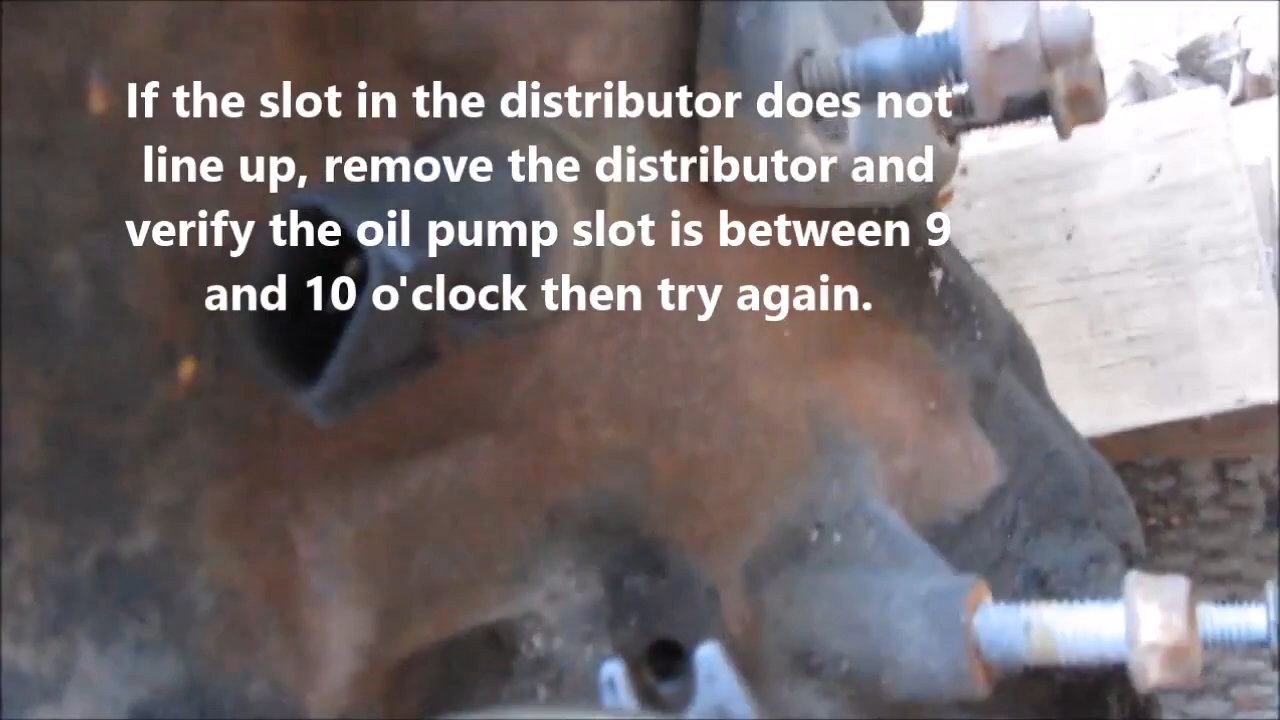 If the slot in the distributor does not
line up, remove the distributor and
verify the oil pump slot is between 9
and 10 o'clock then try again.